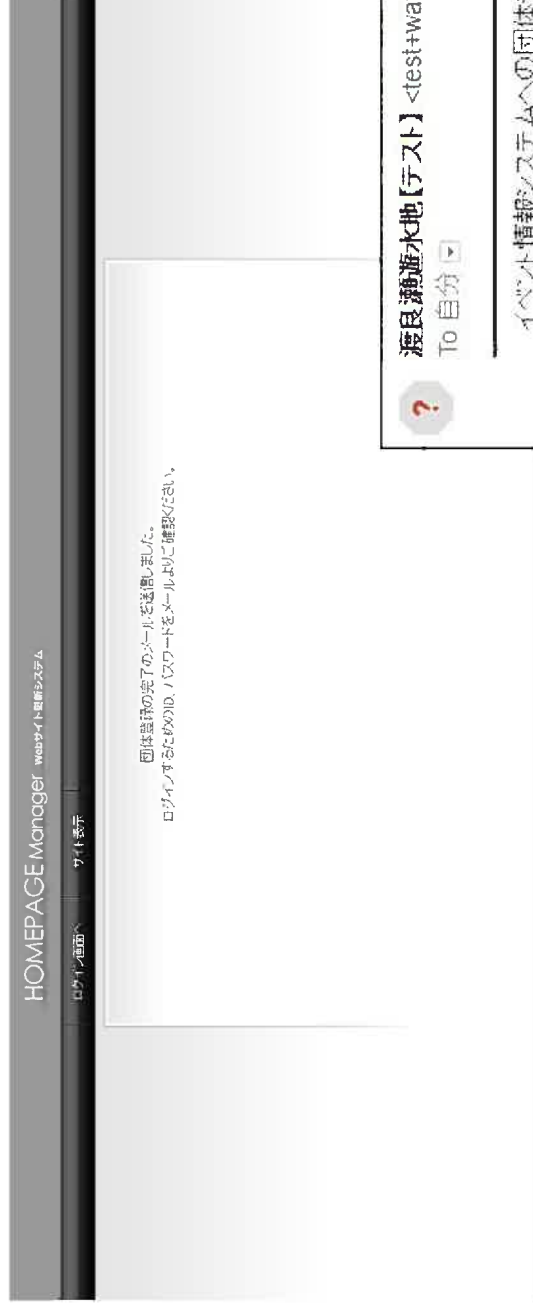 HOMEPAGE Manager Webサイト更新システム
ログイン画面へ サイト表示
団体登録の完了のメールを送信しました。
ログインするためのID、パスワードをメールよりご確認ください。
?
渡良瀬遊水地【テスト】 <test+wa
To 自分
イベント情報システムへの団体